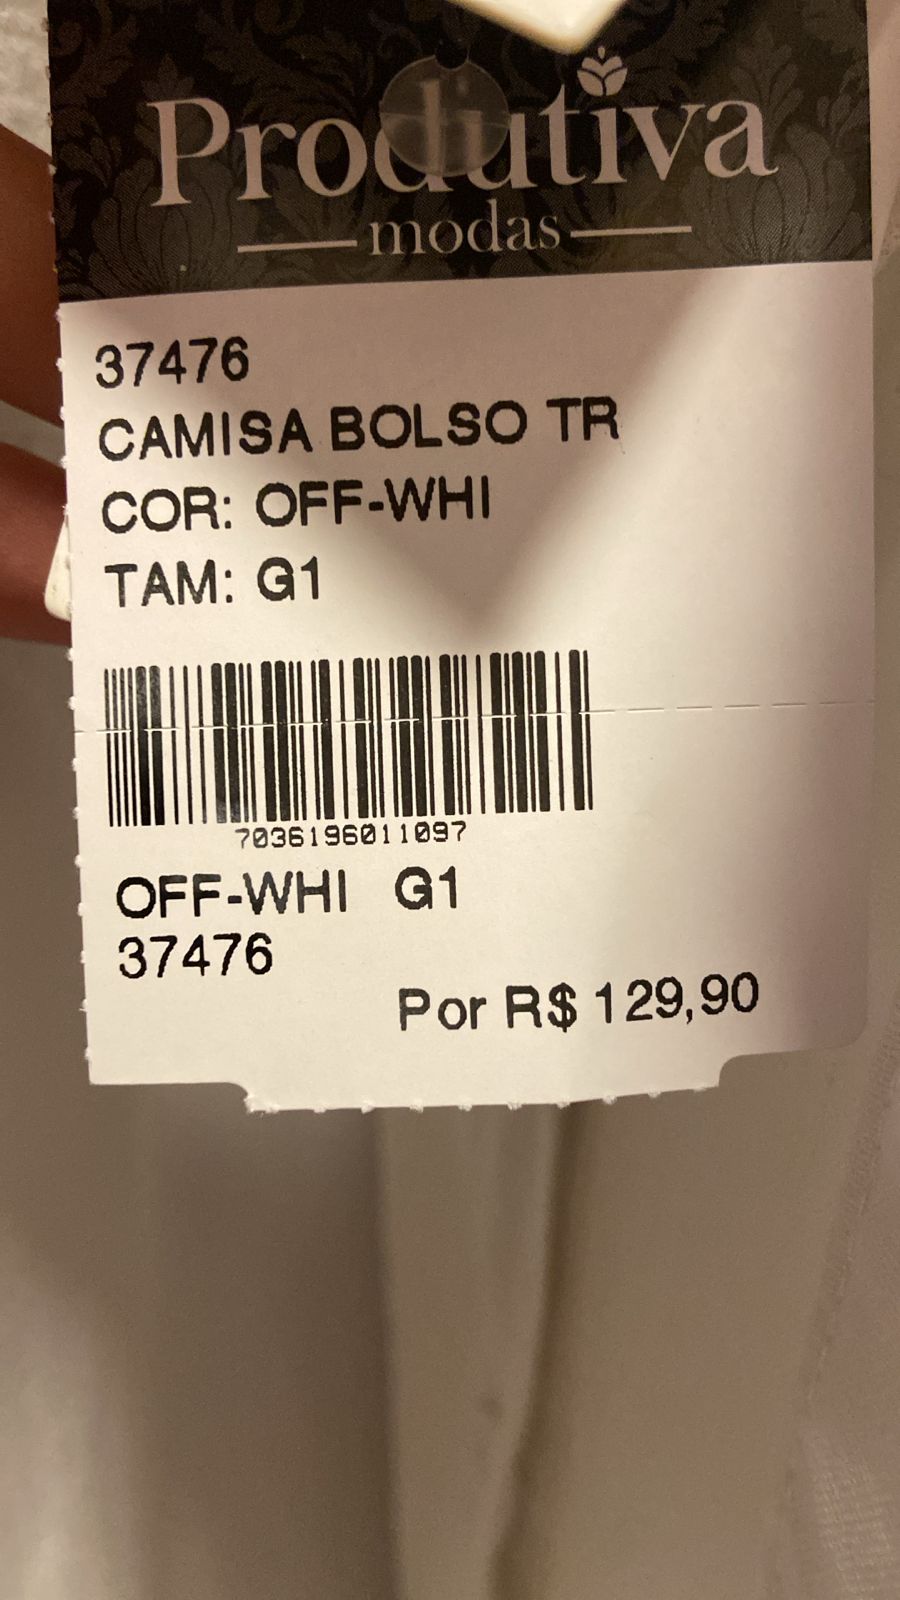 Produtiva
modas
37476
CAMISA BOLSO TR
COR: OFF-WHI
TAM: G1
7036196011097
OFF-WHI G1
37476
Por R$ 129,90